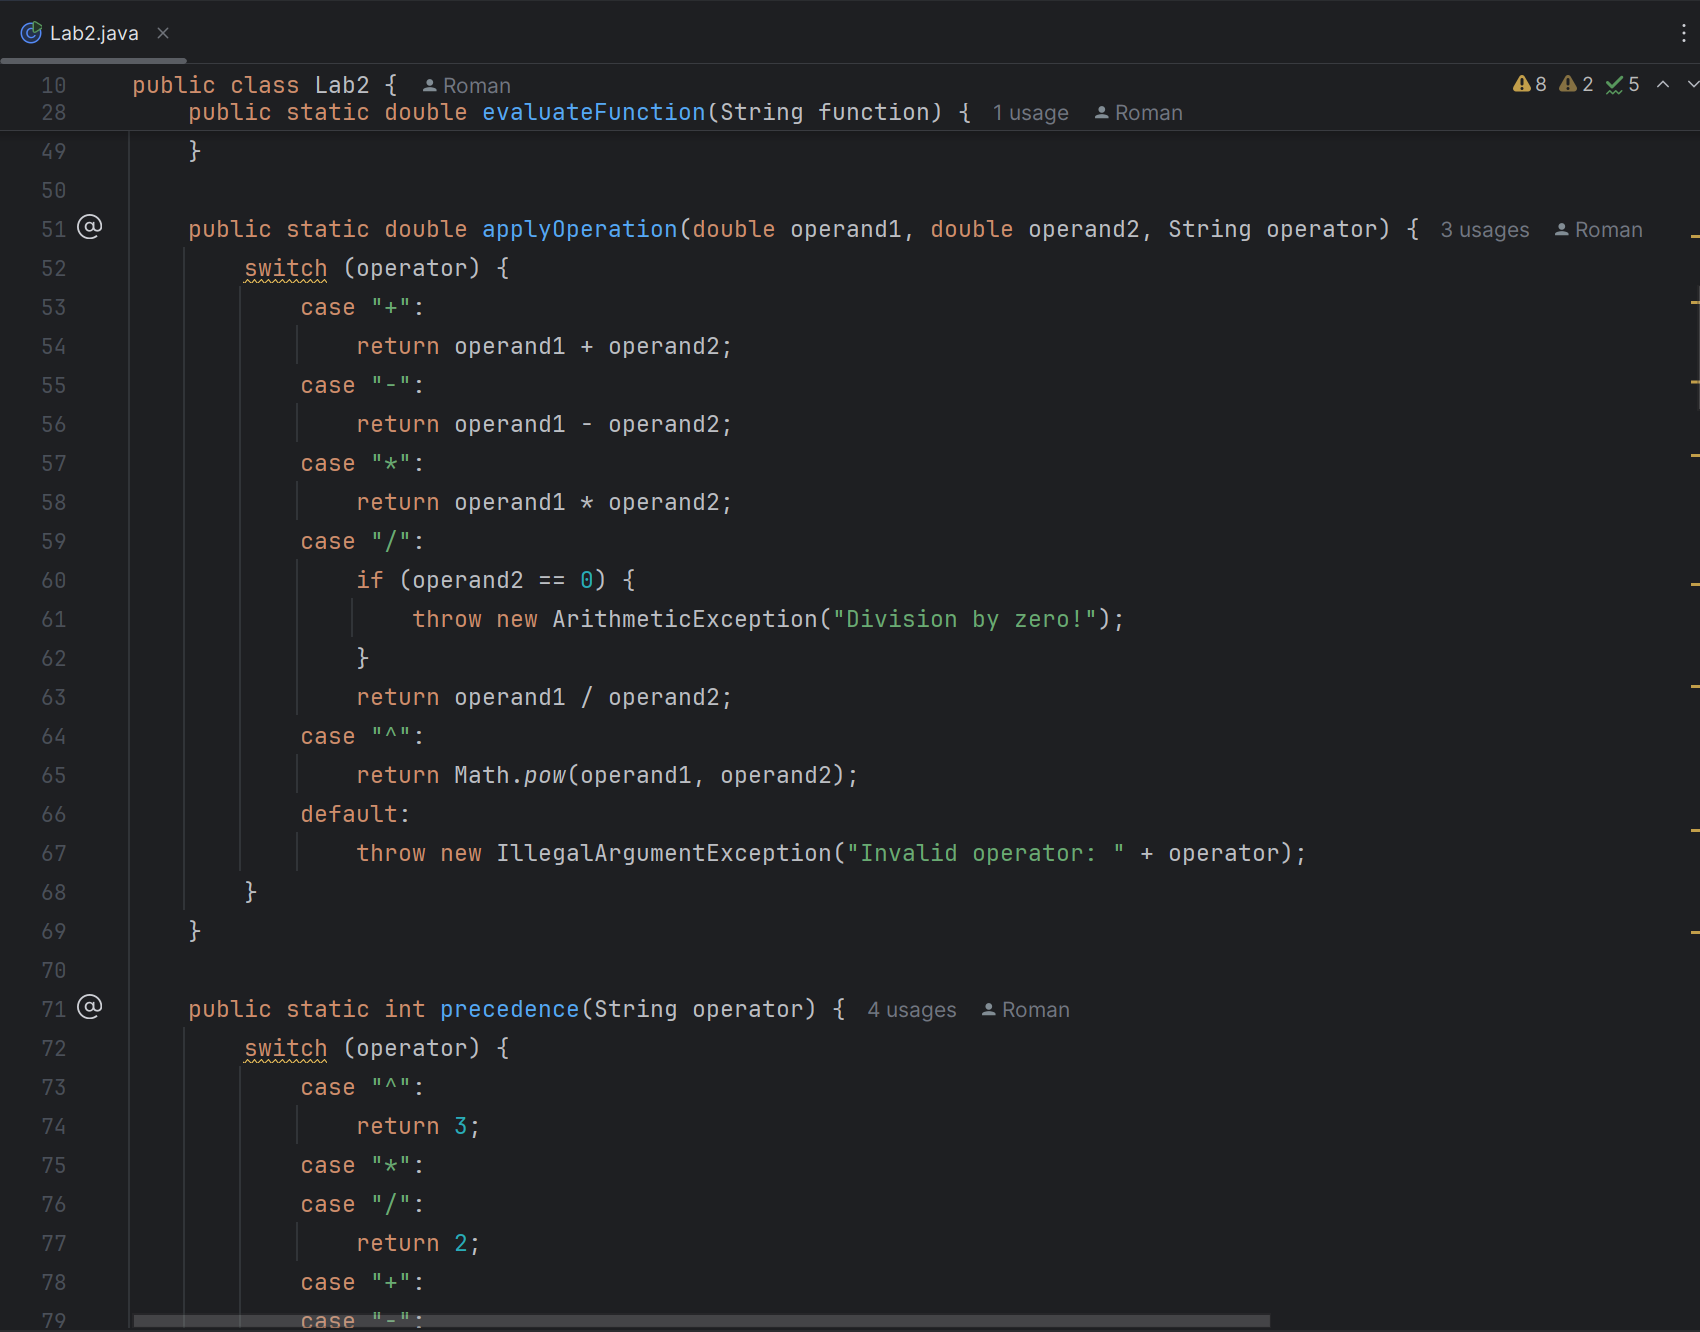 Lab2.java
10 public class Lab2 { Roman 8 2 5
28     public static double evaluateFunction(String function) { 1 usage Roman
49     }
50
51 @     public static double applyOperation(double operand1, double operand2, String operator) { 3 usages Roman
52         switch (operator) {
53             case "+":
54                 return operand1 + operand2;
55             case "-":
56                 return operand1 - operand2;
57             case "*":
58                 return operand1 * operand2;
59             case "/":
60                 if (operand2 == 0) {
61                     throw new ArithmeticException("Division by zero!");
62                 }
63                 return operand1 / operand2;
64             case "^":
65                 return Math.pow(operand1, operand2);
66             default:
67                 throw new IllegalArgumentException("Invalid operator: " + operator);
68         }
69     }
70
71 @     public static int precedence(String operator) { 4 usages Roman
72         switch (operator) {
73             case "^":
74                 return 3;
75             case "*":
76             case "/":
77                 return 2;
78             case "+":
79             case "-":